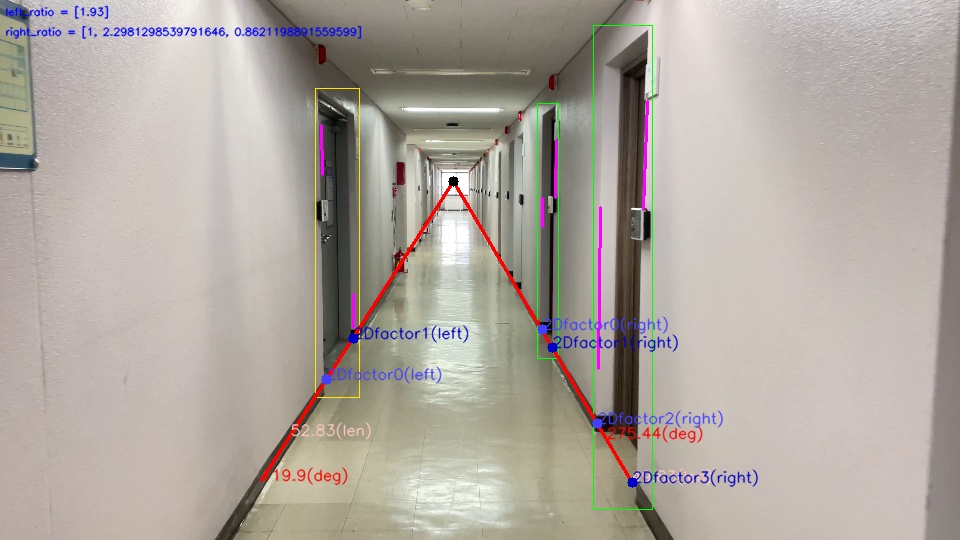 left_ratio = [1.93]
right_ratio = [1, 2.2981298539791646, 0.8621198891559599]
2Dfactor0(right)
2Dfactor1(left)
2Dfactor1(right)
2Dfactor0(left)
2Dfactor2(right)
52.83(len)
275.44(deg)
19.9(deg)
2Dfactor3(right)